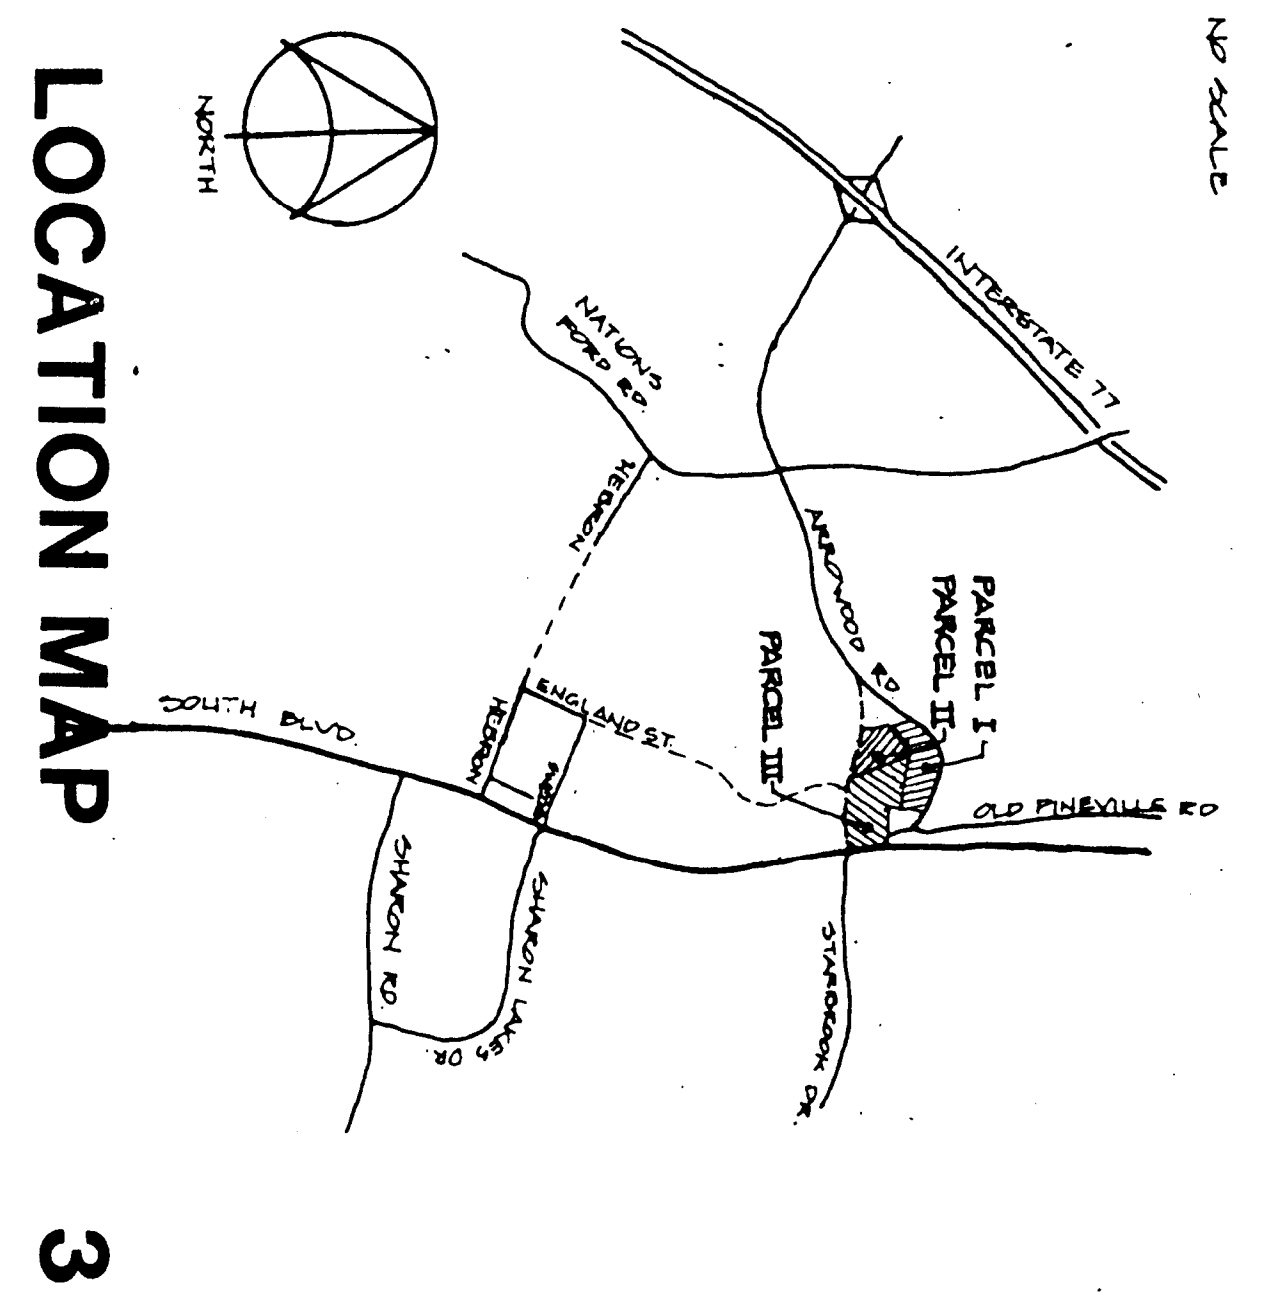 NO SCALE
NORTH
INTERSTATE 77
NATIONS
FORD RD.
HEBRON
ARROWOOD RD
PARCEL I
PARCEL II
PARCEL III
OLD PINEVILLE RD
ENGLAND ST.
HEBRON
SOUTH BLVD.
SHARON RD.
SHARON LAKES DR.
STARBROOK DR.
LOCATION MAP
3